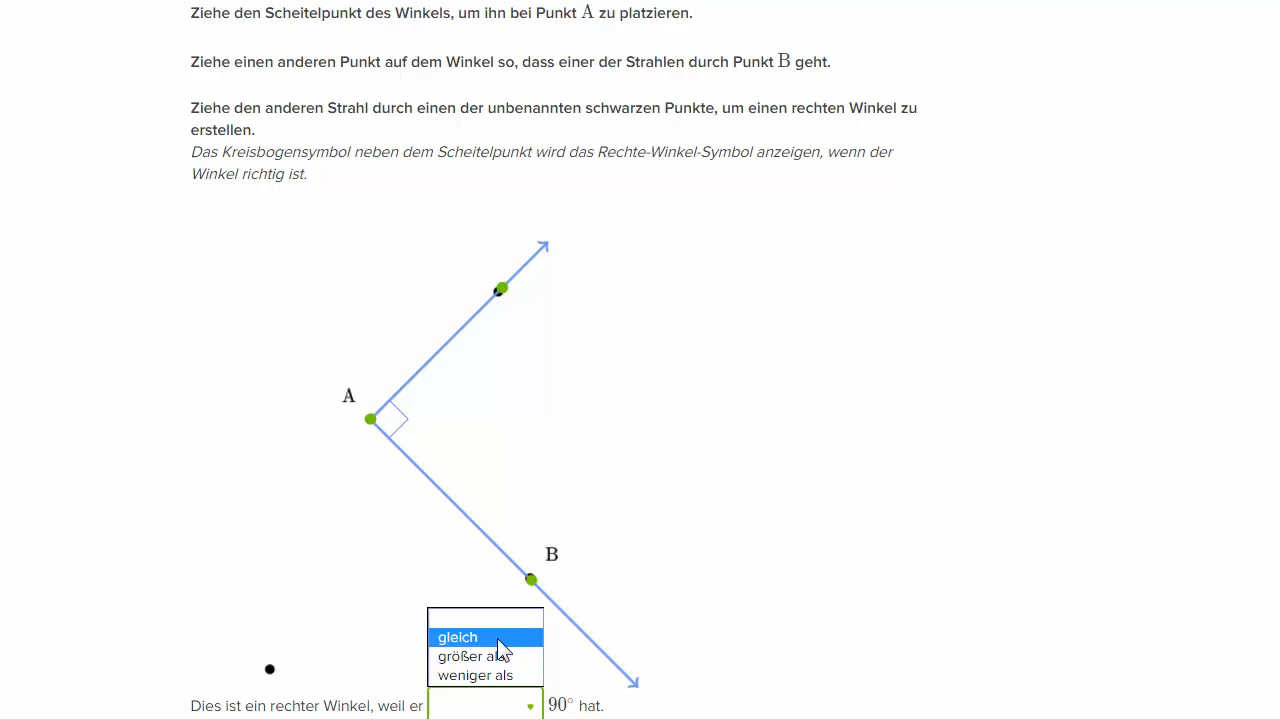 Ziehe den Scheitelpunkt des Winkels, um ihn bei Punkt A zu platzieren.
Ziehe einen anderen Punkt auf dem Winkel so, dass einer der Strahlen durch Punkt B geht.
Ziehe den anderen Strahl durch einen der unbenannten schwarzen Punkte, um einen rechten Winkel zu
erstellen.
Das Kreisbogensymbol neben dem Scheitelpunkt wird das Rechte-Winkel-Symbol anzeigen, wenn der
Winkel richtig ist.
A
B
gleich
größer als
weniger als
Dies ist ein rechter Winkel, weil er 90° hat.